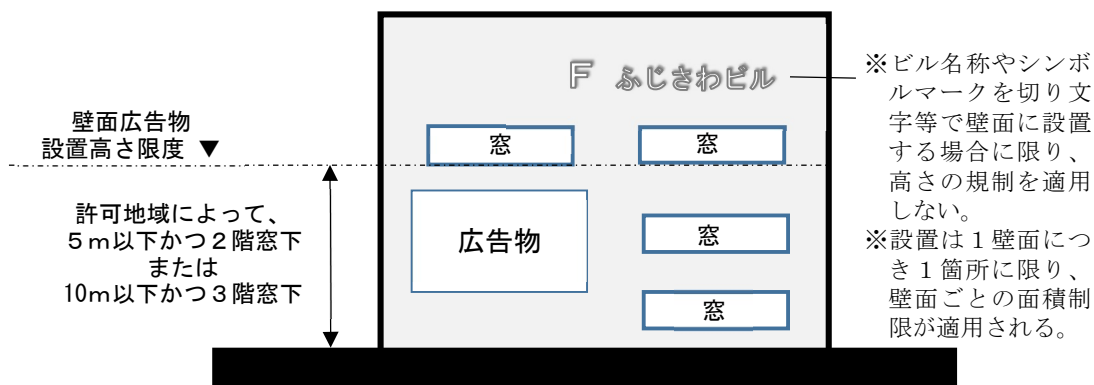 F ふじさわビル
※ビル名称やシンボ
ルマークを切り文
字等で壁面に設置
する場合に限り、
高さの規制を適用
しない。
※設置は１壁面につ
き１箇所に限り、
壁面ごとの面積制
限が適用される。
壁面広告物
設置高さ限度 ▼
窓
窓
許可地域によって、
５ｍ以下かつ２階窓下
または
10ｍ以下かつ３階窓下
広告物
窓
窓